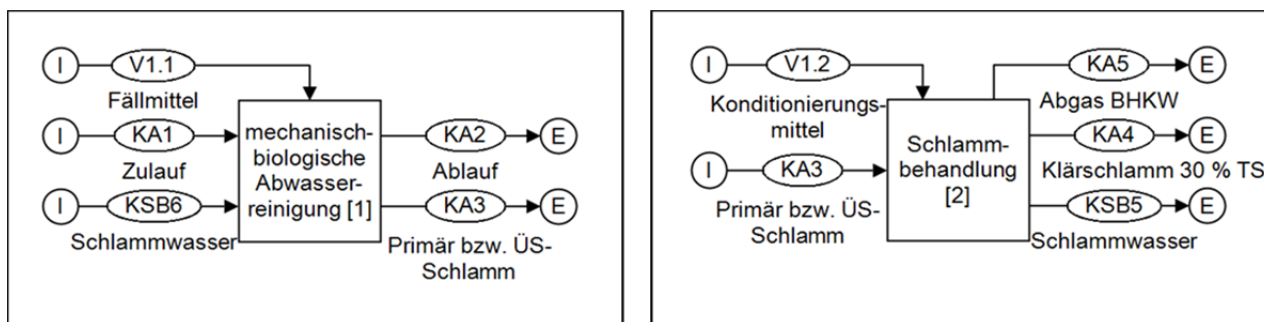 I
V1.1
Fällmittel
I
KA1
Zulauf
I
KSB6
Schlammwasser
mechanisch-
biologische
Abwasser-
reinigung [1]
KA2
E
Ablauf
KA3
E
Primär bzw. ÜS-
Schlamm
I
V1.2
Konditionierungs-
mittel
I
KA3
Primär bzw. ÜS-
Schlamm
Schlamm-
behandlung
[2]
KA5
E
Abgas BHKW
KA4
E
Klärschlamm 30 % TS
KSB5
E
Schlammwasser